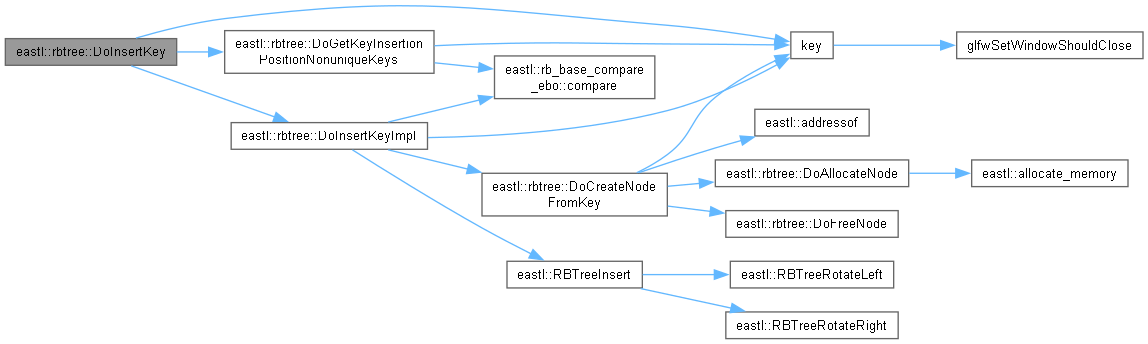 eastl::rbtree::DoInsertKey
eastl::rbtree::DoGetKeyInsertion
PositionNonuniqueKeys
key
glfwSetWindowShouldClose
eastl::rb_base_compare
_ebo::compare
eastl::rbtree::DoInsertKeyImpl
eastl::addressof
eastl::rbtree::DoCreateNode
FromKey
eastl::rbtree::DoAllocateNode
eastl::allocate_memory
eastl::rbtree::DoFreeNode
eastl::RBTreeInsert
eastl::RBTreeRotateLeft
eastl::RBTreeRotateRight